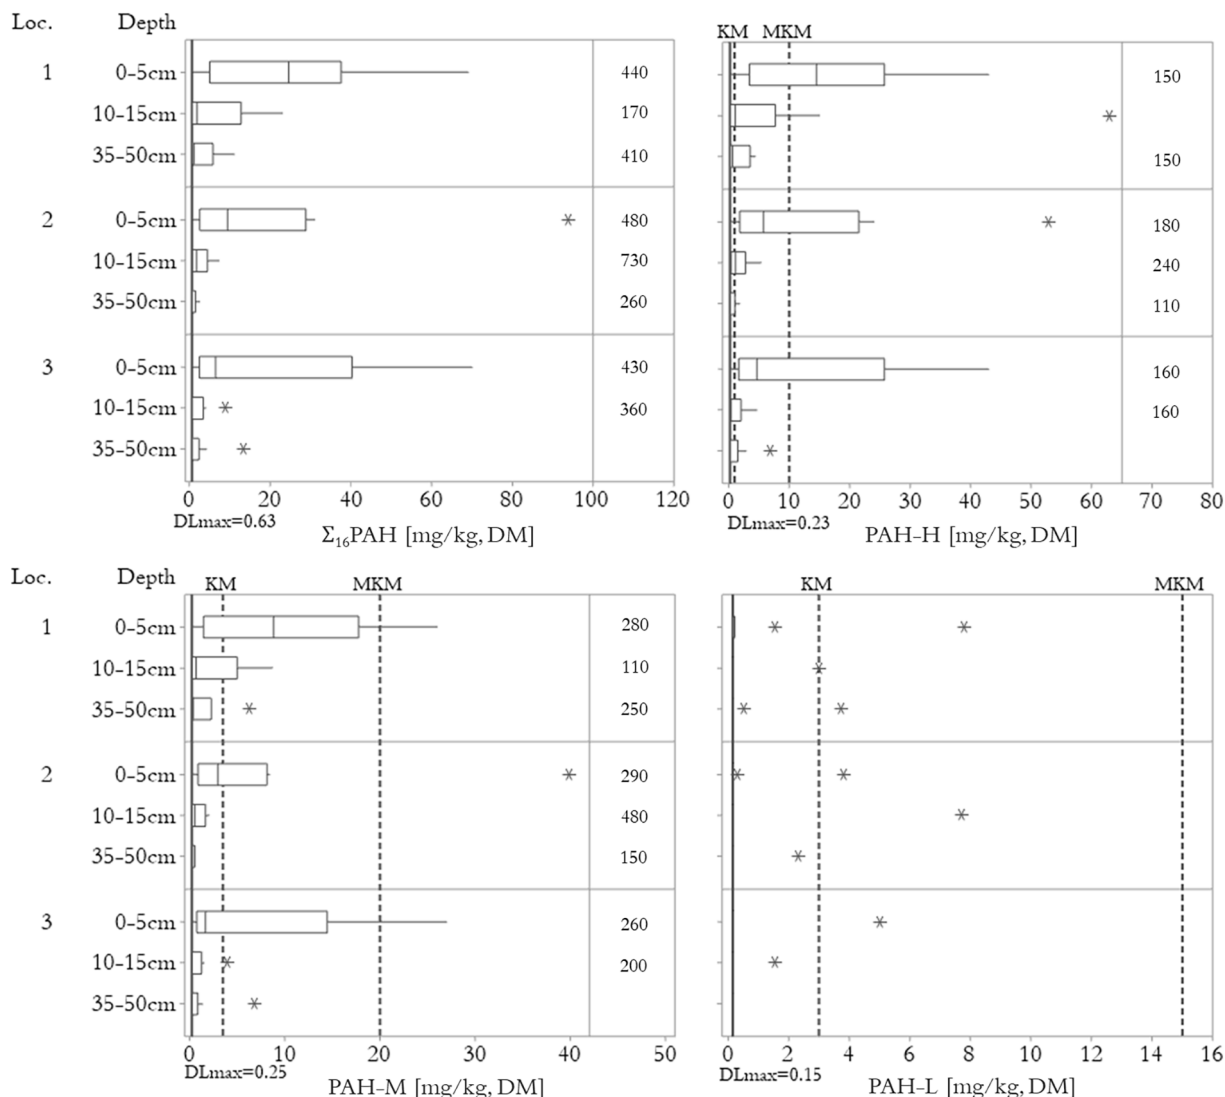 Loc. Depth
KM MKM
1 0-5cm 440 150
10-15cm 170
35-50cm 410 150
2 0-5cm 480 180
10-15cm 730 240
35-50cm 260 110
3 0-5cm 430 160
10-15cm 360 160
35-50cm
0 20 40 60 80 100 120
0 10 20 30 40 50 60 70 80
DLmax=0.63
DLmax=0.23
Σ₁₆PAH [mg/kg, DM]
PAH-H [mg/kg, DM]
Loc. Depth
KM MKM
KM MKM
1 0-5cm 280
10-15cm 110
35-50cm 250
2 0-5cm 290
10-15cm 480
35-50cm 150
3 0-5cm 260
10-15cm 200
35-50cm
0 10 20 30 40 50
0 2 4 6 8 10 12 14 16
DLmax=0.25
DLmax=0.15
PAH-M [mg/kg, DM]
PAH-L [mg/kg, DM]